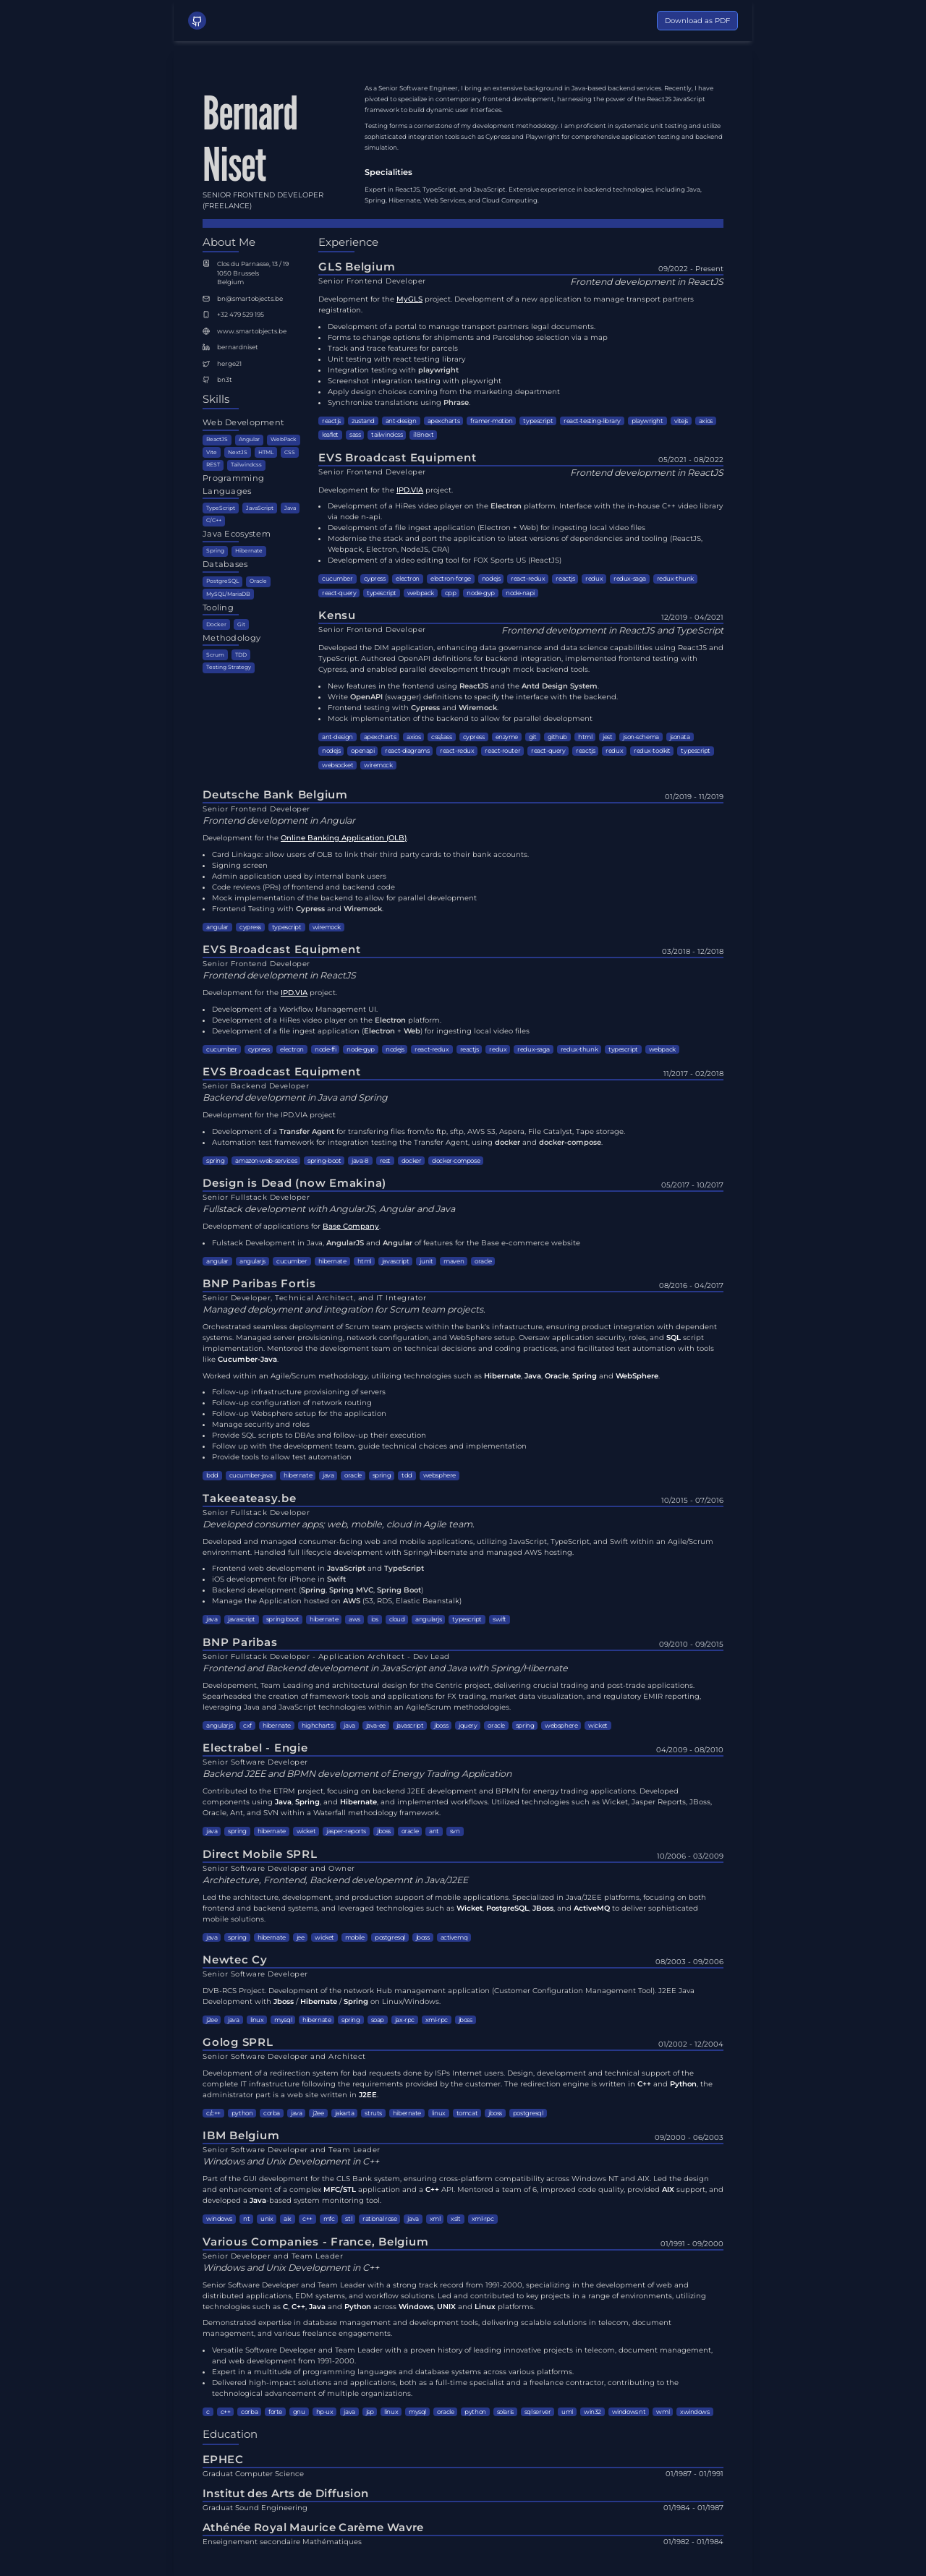 Download as PDF
Bernard
Niset
SENIOR FRONTEND DEVELOPER
(FREELANCE)
As a Senior Software Engineer, I bring an extensive background in Java-based backend services. Recently, I have
pivoted to specialize in contemporary frontend development, harnessing the power of the ReactJS JavaScript
framework to build dynamic user interfaces.
Testing forms a cornerstone of my development methodology. I am proficient in systematic unit testing and utilize
sophisticated integration tools such as Cypress and Playwright for comprehensive application testing and backend
simulation.
Specialities
Expert in ReactJS, TypeScript, and JavaScript. Extensive experience in backend technologies, including Java,
Spring, Hibernate, Web Services, and Cloud Computing.
About Me
Clos du Parnasse, 13 / 19
1050 Brussels
Belgium
bn@smartobjects.be
+32 479 529 195
www.smartobjects.be
bernardniset
herge21
bn3t
Skills
Web Development
ReactJS Angular WebPack
Vite NextJS HTML CSS
REST Tailwindcss
Programming
Languages
TypeScript JavaScript Java
C/C++
Java Ecosystem
Spring Hibernate
Databases
PostgreSQL Oracle
MySQL/MariaDB
Tooling
Docker Git
Methodology
Scrum TDD
Testing Strategy
Experience
GLS Belgium 09/2022 - Present
Senior Frontend Developer Frontend development in ReactJS
Development for the MyGLS project. Development of a new application to manage transport partners
registration.
• Development of a portal to manage transport partners legal documents.
• Forms to change options for shipments and Parcelshop selection via a map
• Track and trace features for parcels
• Unit testing with react testing library
• Integration testing with playwright
• Screenshot integration testing with playwright
• Apply design choices coming from the marketing department
• Synchronize translations using Phrase.
reactjs zustand ant-design apexcharts framer-motion typescript react-testing-library playwright vitejs axios
leaflet sass tailwindcss i18next
EVS Broadcast Equipment 05/2021 - 08/2022
Senior Frontend Developer Frontend development in ReactJS
Development for the IPD.VIA project.
• Development of a HiRes video player on the Electron platform. Interface with the in-house C++ video library
via node n-api.
• Development of a file ingest application (Electron + Web) for ingesting local video files
• Modernise the stack and port the application to latest versions of dependencies and tooling (ReactJS,
Webpack, Electron, NodeJS, CRA)
• Development of a video editing tool for FOX Sports US (ReactJS)
cucumber cypress electron electron-forge nodejs react-redux reactjs redux redux-saga redux-thunk
react-query typescript webpack cpp node-gyp node-napi
Kensu 12/2019 - 04/2021
Senior Frontend Developer Frontend development in ReactJS and TypeScript
Developed the DIM application, enhancing data governance and data science capabilities using ReactJS and
TypeScript. Authored OpenAPI definitions for backend integration, implemented frontend testing with
Cypress, and enabled parallel development through mock backend tools.
• New features in the frontend using ReactJS and the Antd Design System.
• Write OpenAPI (swagger) definitions to specify the interface with the backend.
• Frontend testing with Cypress and Wiremock.
• Mock implementation of the backend to allow for parallel development
ant-design apexcharts axios css/sass cypress enzyme git github html jest json-schema jsonata
nodejs openapi react-diagrams react-redux react-router react-query reactjs redux redux-toolkit typescript
websocket wiremock
Deutsche Bank Belgium 01/2019 - 11/2019
Senior Frontend Developer
Frontend development in Angular
Development for the Online Banking Application (OLB).
• Card Linkage: allow users of OLB to link their third party cards to their bank accounts.
• Signing screen
• Admin application used by internal bank users
• Code reviews (PRs) of frontend and backend code
• Mock implementation of the backend to allow for parallel development
• Frontend Testing with Cypress and Wiremock.
angular cypress typescript wiremock
EVS Broadcast Equipment 03/2018 - 12/2018
Senior Frontend Developer
Frontend development in ReactJS
Development for the IPD.VIA project.
• Development of a Workflow Management UI.
• Development of a HiRes video player on the Electron platform.
• Development of a file ingest application (Electron + Web) for ingesting local video files
cucumber cypress electron node-ffi node-gyp nodejs react-redux reactjs redux redux-saga redux-thunk typescript webpack
EVS Broadcast Equipment 11/2017 - 02/2018
Senior Backend Developer
Backend development in Java and Spring
Development for the IPD.VIA project
• Development of a Transfer Agent for transfering files from/to ftp, sftp, AWS S3, Aspera, File Catalyst, Tape storage.
• Automation test framework for integration testing the Transfer Agent, using docker and docker-compose.
spring amazon-web-services spring-boot java-8 rest docker docker-compose
Design is Dead (now Emakina) 05/2017 - 10/2017
Senior Fullstack Developer
Fullstack development with AngularJS, Angular and Java
Development of applications for Base Company.
• Fulstack Development in Java, AngularJS and Angular of features for the Base e-commerce website
angular angularjs cucumber hibernate html javascript junit maven oracle
BNP Paribas Fortis 08/2016 - 04/2017
Senior Developer, Technical Architect, and IT Integrator
Managed deployment and integration for Scrum team projects.
Orchestrated seamless deployment of Scrum team projects within the bank's infrastructure, ensuring product integration with dependent
systems. Managed server provisioning, network configuration, and WebSphere setup. Oversaw application security, roles, and SQL script
implementation. Mentored the development team on technical decisions and coding practices, and facilitated test automation with tools
like Cucumber-Java.
Worked within an Agile/Scrum methodology, utilizing technologies such as Hibernate, Java, Oracle, Spring and WebSphere.
• Follow-up infrastructure provisioning of servers
• Follow-up configuration of network routing
• Follow-up Websphere setup for the application
• Manage security and roles
• Provide SQL scripts to DBAs and follow-up their execution
• Follow up with the development team, guide technical choices and implementation
• Provide tools to allow test automation
bdd cucumber-java hibernate java oracle spring tdd websphere
Takeeateasy.be 10/2015 - 07/2016
Senior Fullstack Developer
Developed consumer apps; web, mobile, cloud in Agile team.
Developed and managed consumer-facing web and mobile applications, utilizing JavaScript, TypeScript, and Swift within an Agile/Scrum
environment. Handled full lifecycle development with Spring/Hibernate and managed AWS hosting.
• Frontend web development in JavaScript and TypeScript
• iOS development for iPhone in Swift
• Backend development (Spring, Spring MVC, Spring Boot)
• Manage the Application hosted on AWS (S3, RDS, Elastic Beanstalk)
java javascript spring boot hibernate aws ios cloud angularjs typescript swift
BNP Paribas 09/2010 - 09/2015
Senior Fullstack Developer - Application Architect - Dev Lead
Frontend and Backend development in JavaScript and Java with Spring/Hibernate
Developement, Team Leading and architectural design for the Centric project, delivering crucial trading and post-trade applications.
Spearheaded the creation of framework tools and applications for FX trading, market data visualization, and regulatory EMIR reporting,
leveraging Java and JavaScript technologies within an Agile/Scrum methodologies.
angularjs cxf hibernate highcharts java java-ee javascript jboss jquery oracle spring websphere wicket
Electrabel - Engie 04/2009 - 08/2010
Senior Software Developer
Backend J2EE and BPMN development of Energy Trading Application
Contributed to the ETRM project, focusing on backend J2EE development and BPMN for energy trading applications. Developed
components using Java, Spring, and Hibernate, and implemented workflows. Utilized technologies such as Wicket, Jasper Reports, JBoss,
Oracle, Ant, and SVN within a Waterfall methodology framework.
java spring hibernate wicket jasper-reports jboss oracle ant svn
Direct Mobile SPRL 10/2006 - 03/2009
Senior Software Developer and Owner
Architecture, Frontend, Backend developemnt in Java/J2EE
Led the architecture, development, and production support of mobile applications. Specialized in Java/J2EE platforms, focusing on both
frontend and backend systems, and leveraged technologies such as Wicket, PostgreSQL, JBoss, and ActiveMQ to deliver sophisticated
mobile solutions.
java spring hibernate jee wicket mobile postgresql jboss activemq
Newtec Cy 08/2003 - 09/2006
Senior Software Developer
DVB-RCS Project. Development of the network Hub management application (Customer Configuration Management Tool). J2EE Java
Development with Jboss / Hibernate / Spring on Linux/Windows.
j2ee java linux mysql hibernate spring soap jax-rpc xml-rpc jboss
Golog SPRL 01/2002 - 12/2004
Senior Software Developer and Architect
Development of a redirection system for bad requests done by ISPs Internet users. Design, development and technical support of the
complete IT infrastructure following the requirements provided by the customer. The redirection engine is written in C++ and Python, the
administrator part is a web site written in J2EE.
c/c++ python corba java j2ee jakarta struts hibernate linux tomcat jboss postgresql
IBM Belgium 09/2000 - 06/2003
Senior Software Developer and Team Leader
Windows and Unix Development in C++
Part of the GUI development for the CLS Bank system, ensuring cross-platform compatibility across Windows NT and AIX. Led the design
and enhancement of a complex MFC/STL application and a C++ API. Mentored a team of 6, improved code quality, provided AIX support, and
developed a Java-based system monitoring tool.
windows nt unix aix c++ mfc stl rational rose java xml xslt xml-rpc
Various Companies - France, Belgium 01/1991 - 09/2000
Senior Developer and Team Leader
Windows and Unix Development in C++
Senior Software Developer and Team Leader with a strong track record from 1991-2000, specializing in the development of web and
distributed applications, EDM systems, and workflow solutions. Led and contributed to key projects in a range of environments, utilizing
technologies such as C, C++, Java and Python across Windows, UNIX and Linux platforms.
Demonstrated expertise in database management and development tools, delivering scalable solutions in telecom, document
management, and various freelance engagements.
• Versatile Software Developer and Team Leader with a proven history of leading innovative projects in telecom, document management,
and web development from 1991-2000.
• Expert in a multitude of programming languages and database systems across various platforms.
• Delivered high-impact solutions and applications, both as a full-time specialist and a freelance contractor, contributing to the
technological advancement of multiple organizations.
c c++ corba forte gnu hp-ux java jsp linux mysql oracle python solaris sqlserver uml win32 windows nt wml xwindows
Education
EPHEC
Graduat Computer Science 01/1987 - 01/1991
Institut des Arts de Diffusion
Graduat Sound Engineering 01/1984 - 01/1987
Athénée Royal Maurice Carème Wavre
Enseignement secondaire Mathématiques 01/1982 - 01/1984